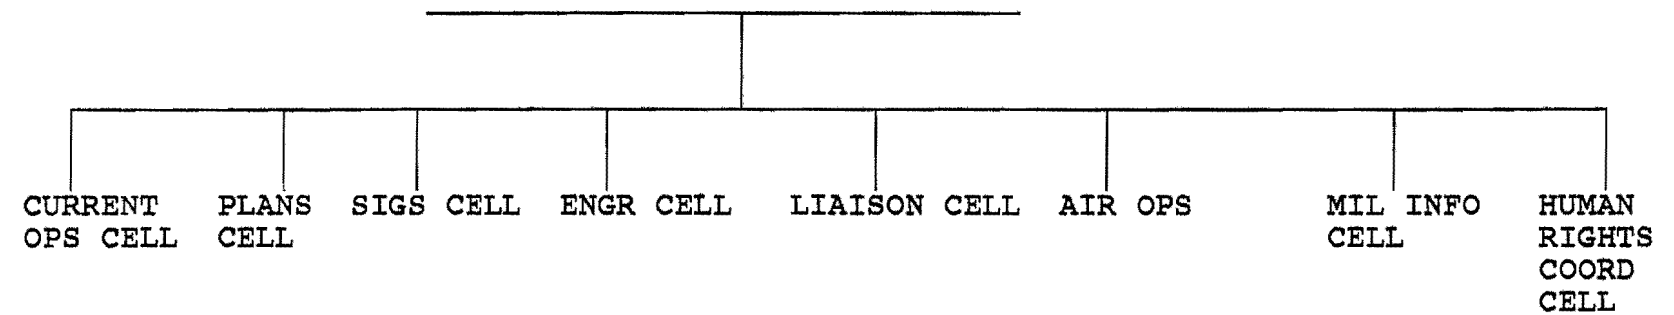 CURRENT
OPS CELL
PLANS
CELL
SIGS CELL
ENGR CELL
LIAISON CELL
AIR OPS
MIL INFO
CELL
HUMAN
RIGHTS
COORD
CELL